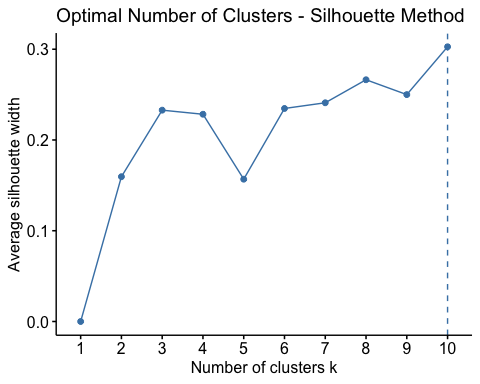 Optimal Number of Clusters - Silhouette Method
Average silhouette width
0.3
0.2
0.1
0.0
1 2 3 4 5 6 7 8 9 10
Number of clusters k